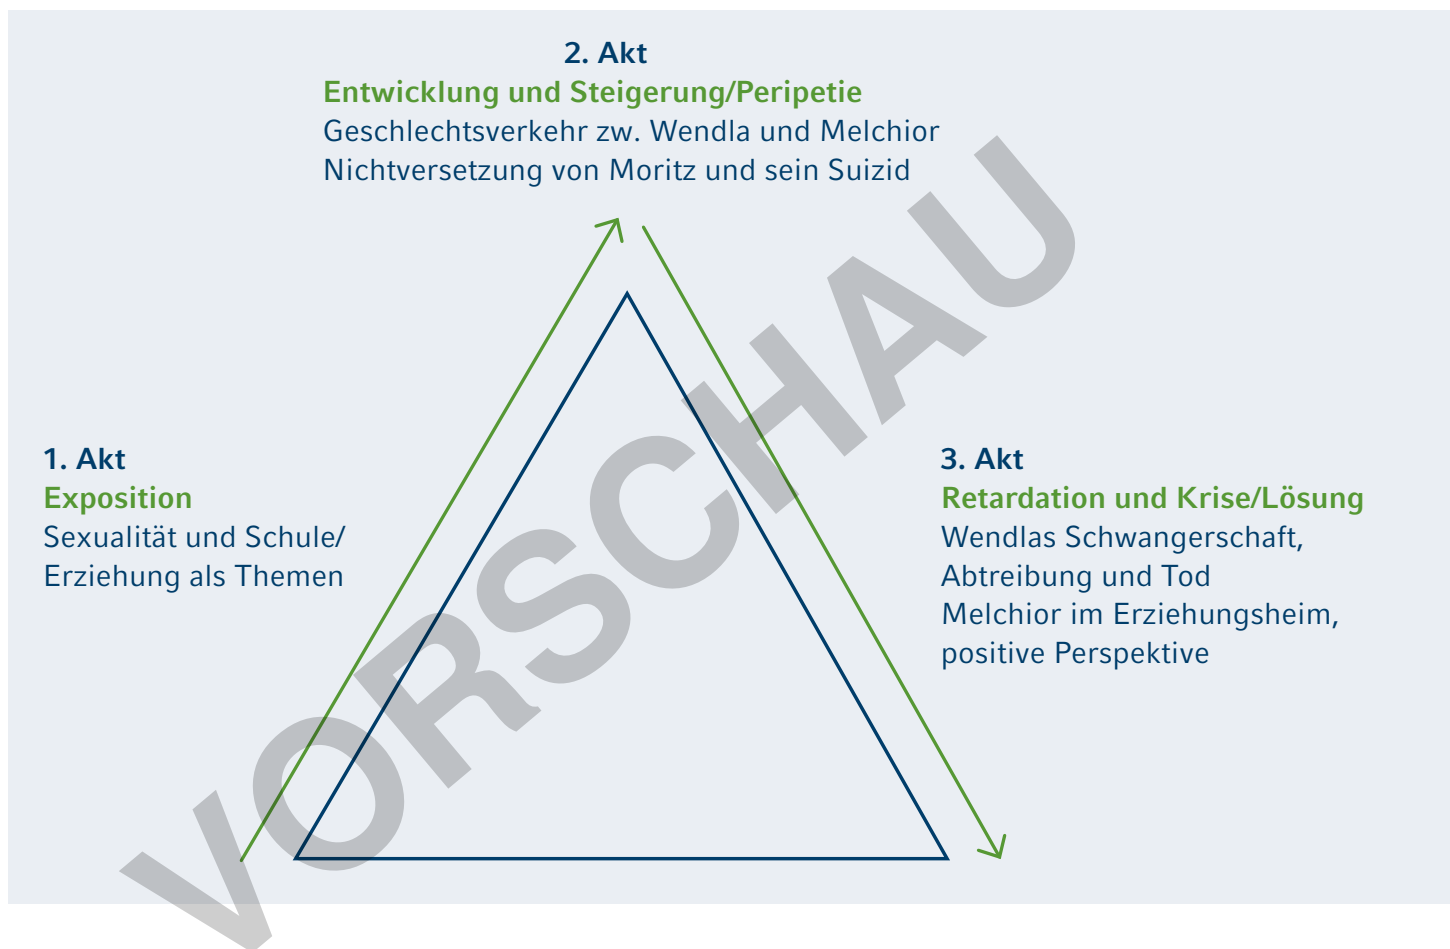 2. Akt
Entwicklung und Steigerung/Peripetie
Geschlechtsverkehr zw. Wendla und Melchior
Nichtversetzung von Moritz und sein Suizid
1. Akt
Exposition
Sexualität und Schule/
Erziehung als Themen
3. Akt
Retardation und Krise/Lösung
Wendlas Schwangerschaft,
Abtreibung und Tod
Melchior im Erziehungsheim,
positive Perspektive
VORSCHAU